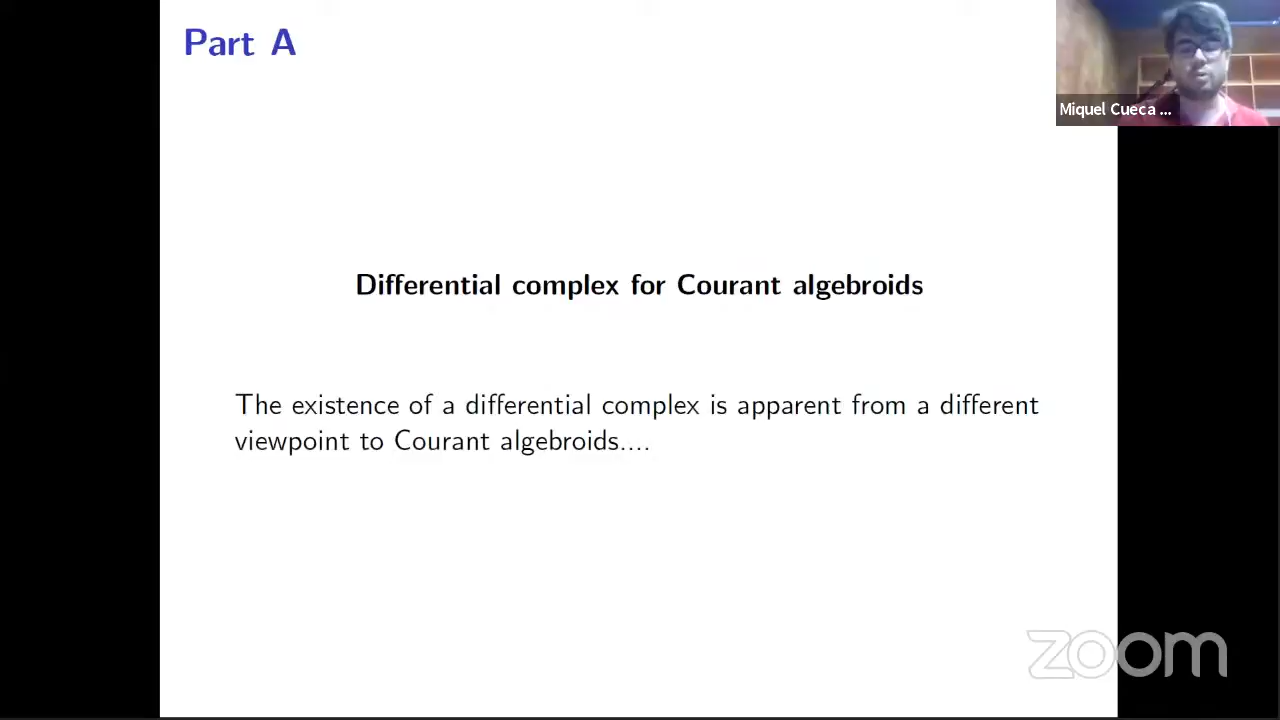 Part A
Miquel Cueca ...
Differential complex for Courant algebroids
The existence of a differential complex is apparent from a different
viewpoint to Courant algebroids....
zoom